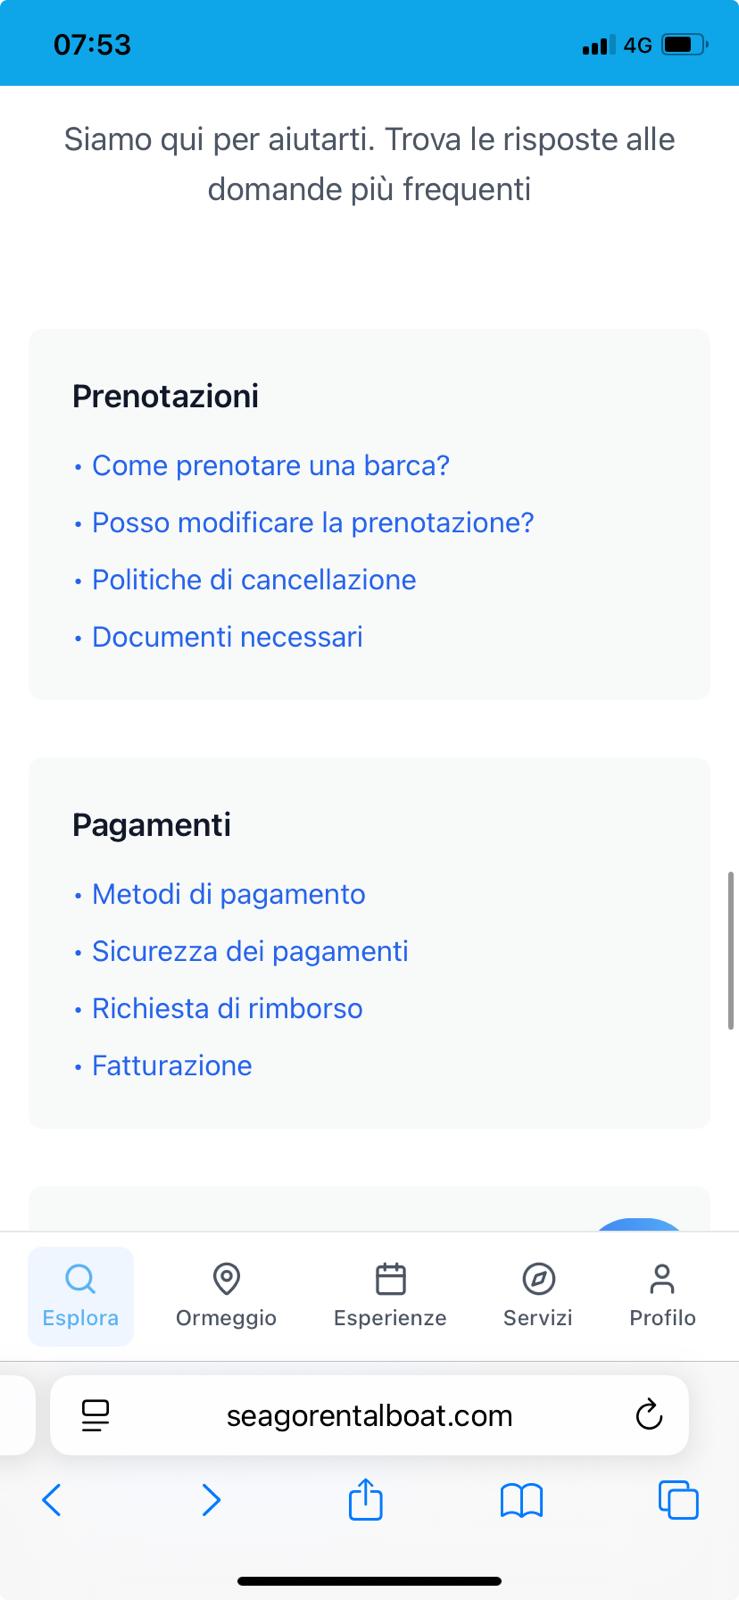 07:53
4G
Siamo qui per aiutarti. Trova le risposte alle
domande più frequenti
Prenotazioni
• Come prenotare una barca?
• Posso modificare la prenotazione?
• Politiche di cancellazione
• Documenti necessari
Pagamenti
• Metodi di pagamento
• Sicurezza dei pagamenti
• Richiesta di rimborso
• Fatturazione
Esplora
Ormeggio
Esperienze
Servizi
Profilo
seagorentalboat.com